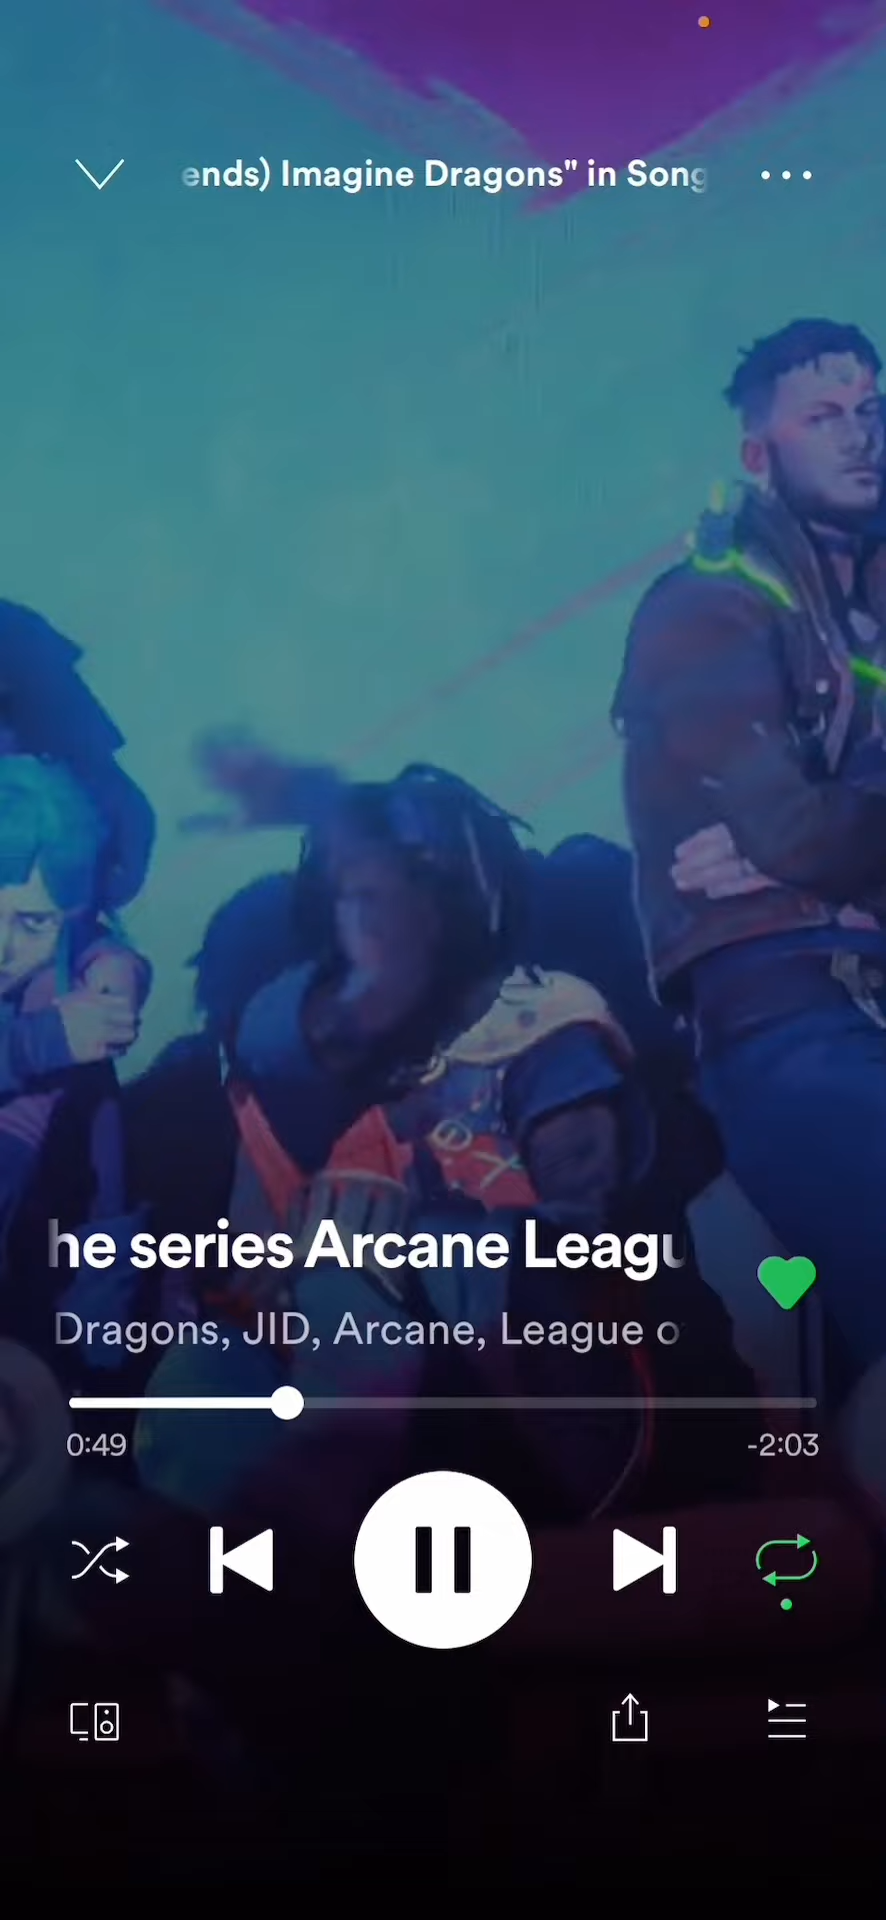 ends) Imagine Dragons" in Song
he series Arcane Leagu
Dragons, JID, Arcane, League o
0:49
-2:03